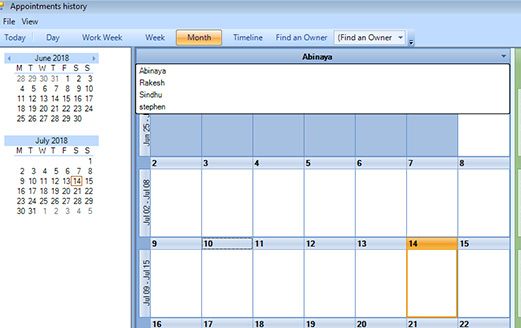 Appointments history
File View
Today Day Work Week Week Month Timeline Find an Owner (Find an Owner
June 2018
M T W T F S S
28 29 30 31 1 2 3
4 5 6 7 8 9 10
11 12 13 14 15 16 17
18 19 20 21 22 23 24
25 26 27 28 29 30
July 2018
M T W T F S S
1
2 3 4 5 6 7 8
9 10 11 12 13 14 15
16 17 18 19 20 21 22
23 24 25 26 27 28 29
30 31 1 2 3 4 5
Abinaya
Abinaya
Rakesh
Sindhu
stephen
Jun 25 -
2 3 4 5 6 7 8
Jul 02 - Jul 08
9 10 11 12 13 14 15
Jul 09 - Jul 15
16 17 18 19 20 21 22